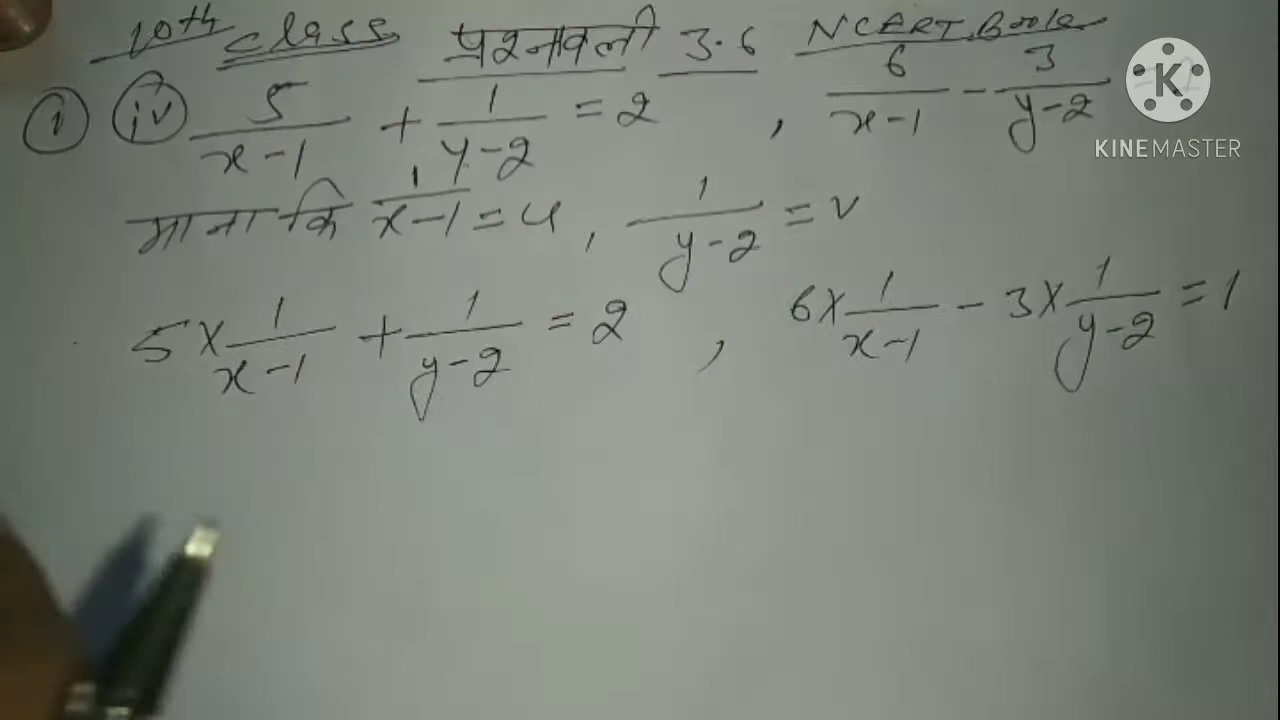 10th class प्रश्नावली 3.6 NCERT Book
① (iv) 5/(x-1) + 1/(y-2) = 2 , 6/(x-1) - 3/(y-2)
माना कि 1/(x-1) = u , 1/(y-2) = v
5×1/(x-1) + 1/(y-2) = 2 , 6×1/(x-1) - 3×1/(y-2) = 1
K
KINEMASTER